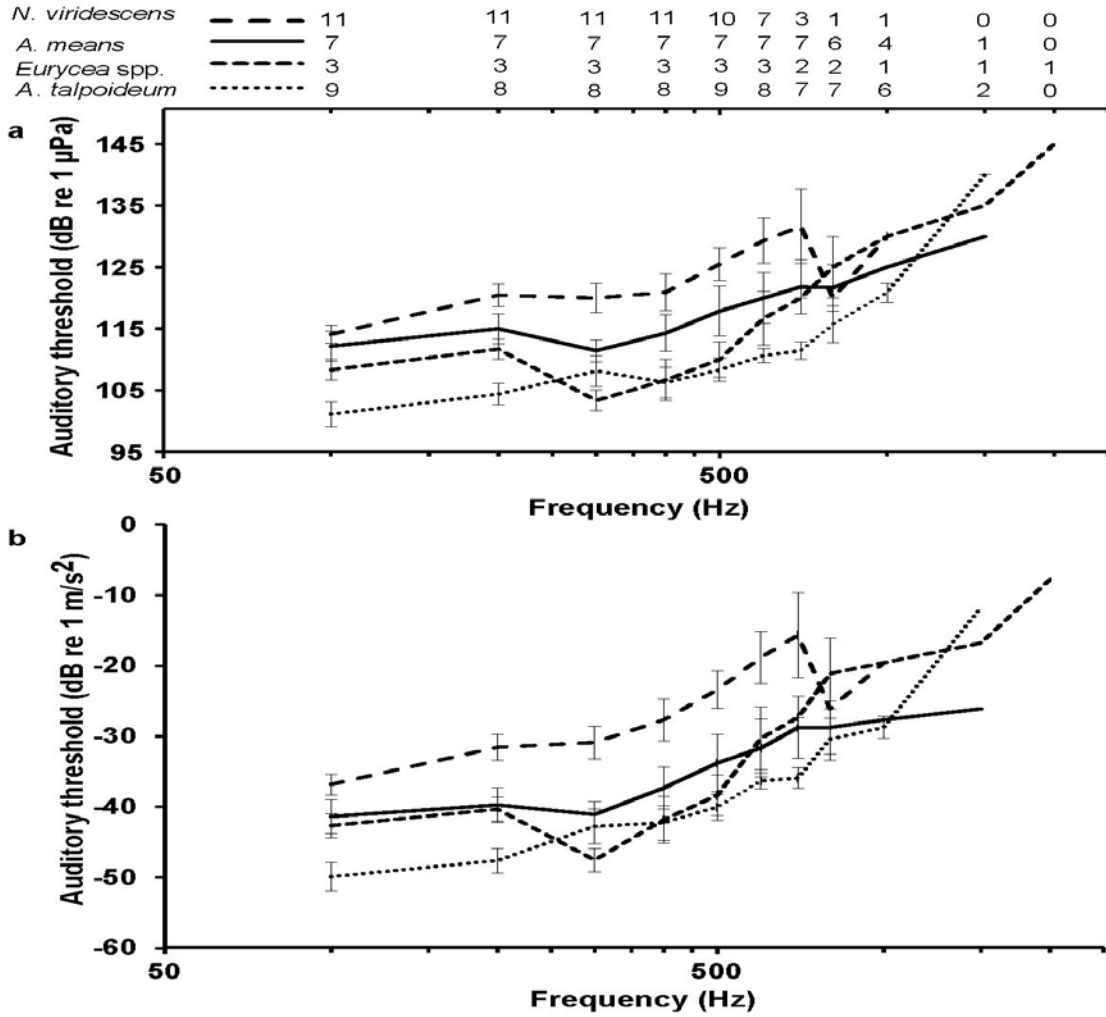 N. viridescens 11 11 11 11 10 7 3 1 1 0 0
A. means 7 7 7 7 7 7 7 6 4 1 0
Eurycea spp. 3 3 3 3 3 3 2 2 1 1 1
A. talpoideum 9 8 8 8 9 8 7 7 6 2 0
a
Auditory threshold (dB re 1 µPa)
145
135
125
115
105
95
50 500
Frequency (Hz)
b
Auditory threshold (dB re 1 m/s²)
0
-10
-20
-30
-40
-50
-60
50 500
Frequency (Hz)